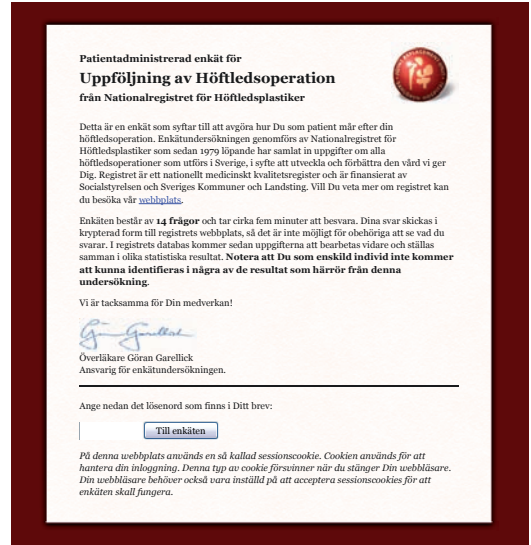 Patientadministrerad enkät för
Uppföljning av Höftledsoperation
från Nationalregistret för Höftledsplastiker
Detta är en enkät som syftar till att avgöra hur Du som patient mår efter din
höftledsoperation. Enkätundersökningen genomförs av Nationalregistret för
Höftledsplastiker som sedan 1979 löpande har samlat in uppgifter om alla
höftledsoperationer som utförs i Sverige, i syfte att utveckla och förbättra den vård vi ger
Dig. Registret är ett nationellt medicinskt kvalitetsregister och är finansierat av
Socialstyrelsen och Sveriges Kommuner och Landsting. Vill Du veta mer om registret kan
du besöka vår webbplats.
Enkäten består av 14 frågor och tar cirka fem minuter att besvara. Dina svar skickas i
krypterad form till registrets webbplats, så det är inte möjligt för obehöriga att se vad du
svarar. I registrets databas kommer sedan uppgifterna att bearbetas vidare och ställas
samman i olika statistiska resultat. Notera att Du som enskild individ inte kommer
att kunna identifieras i några av de resultat som härrör från denna
undersökning.
Vi är tacksamma för Din medverkan!
Göran Garellick
Överläkare Göran Garellick
Ansvarig för enkätundersökningen.
Ange nedan det lösenord som finns i Ditt brev:
Till enkäten
På denna webbplats används en så kallad sessionscookie. Cookien används för att
hantera din inloggning. Denna typ av cookie försvinner när du stänger Din webbläsare.
Din webbläsare behöver också vara inställd på att acceptera sessionscookies för att
enkäten skall fungera.